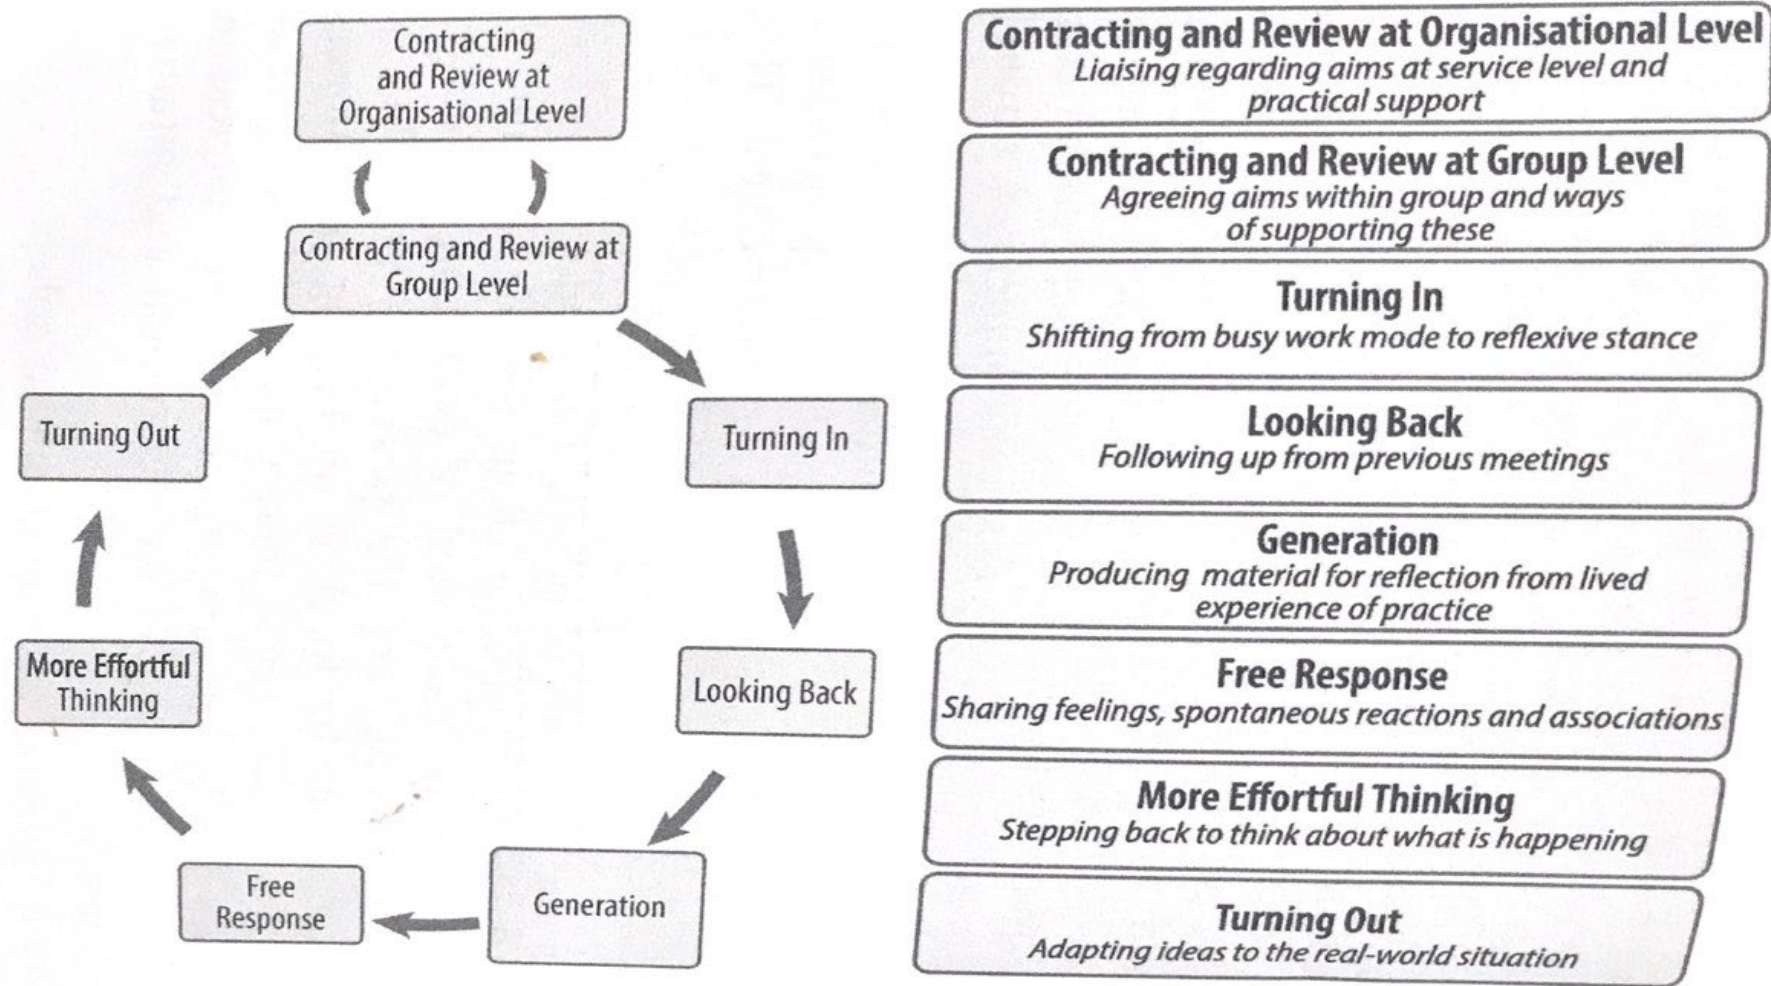 Contracting
and Review at
Organisational Level
Contracting and Review at
Group Level
Turning In
Looking Back
Generation
Free
Response
More Effortful
Thinking
Turning Out
Contracting and Review at Organisational Level
Liaising regarding aims at service level and
practical support
Contracting and Review at Group Level
Agreeing aims within group and ways
of supporting these
Turning In
Shifting from busy work mode to reflexive stance
Looking Back
Following up from previous meetings
Generation
Producing material for reflection from lived
experience of practice
Free Response
Sharing feelings, spontaneous reactions and associations
More Effortful Thinking
Stepping back to think about what is happening
Turning Out
Adapting ideas to the real-world situation